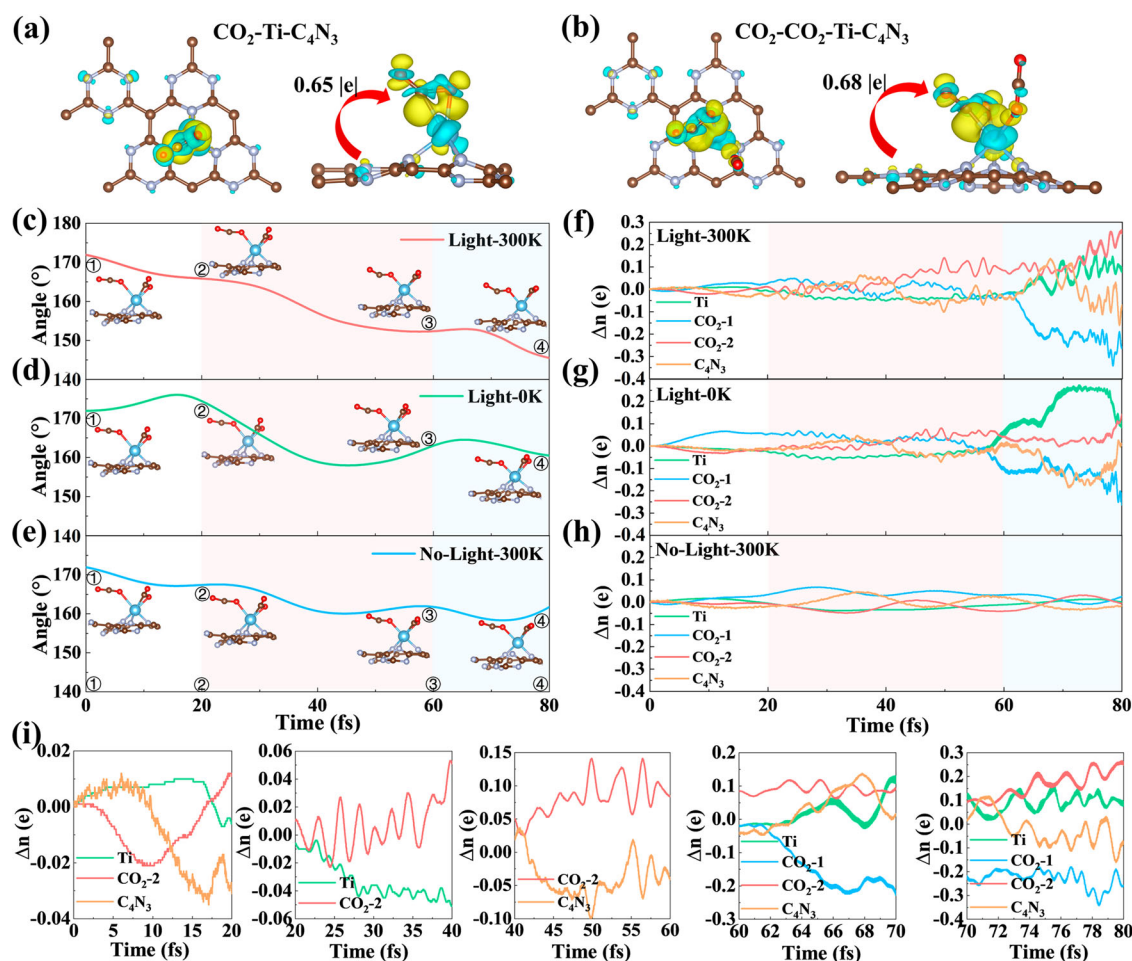 (a)
CO₂-Ti-C₄N₃
0.65 |e|
(b)
CO₂-CO₂-Ti-C₄N₃
0.68 |e|
(c)
180
170
160
150
140
Angle (°)
Light-300K
①
②
③
④
(d)
170
160
150
140
Angle (°)
Light-0K
①
②
③
④
(e)
170
160
150
140
Angle (°)
No-Light-300K
①
②
③
④
①
②
③
④
0
20
40
60
80
Time (fs)
(f)
Light-300K
0.3
0.2
0.1
0.0
-0.1
-0.2
-0.3
-0.4
Δn (e)
Ti
CO₂-1
CO₂-2
C₄N₃
(g)
Light-0K
0.2
0.1
0.0
-0.1
-0.2
-0.3
-0.4
Δn (e)
Ti
CO₂-1
CO₂-2
C₄N₃
(h)
No-Light-300K
0.2
0.1
0.0
-0.1
-0.2
-0.3
-0.4
Δn (e)
Ti
CO₂-1
CO₂-2
C₄N₃
0
20
40
60
80
Time (fs)
(i)
0.02
0.00
-0.02
-0.04
Δn (e)
Ti
CO₂-2
C₄N₃
0
5
10
15
20
Time (fs)
0.06
0.04
0.02
0.00
-0.02
-0.04
-0.06
Ti
CO₂-2
20
25
30
35
40
Time (fs)
0.15
0.10
0.05
0.00
-0.05
-0.10
CO₂-2
C₄N₃
40
45
50
55
60
Time (fs)
0.2
0.1
0.0
-0.1
-0.2
-0.3
Δn (e)
Ti
CO₂-1
CO₂-2
C₄N₃
60
62
64
66
68
70
Time (fs)
0.3
0.2
0.1
0.0
-0.1
-0.2
-0.3
-0.4
Δn (e)
Ti
CO₂-1
CO₂-2
C₄N₃
70
72
74
76
78
80
Time (fs)